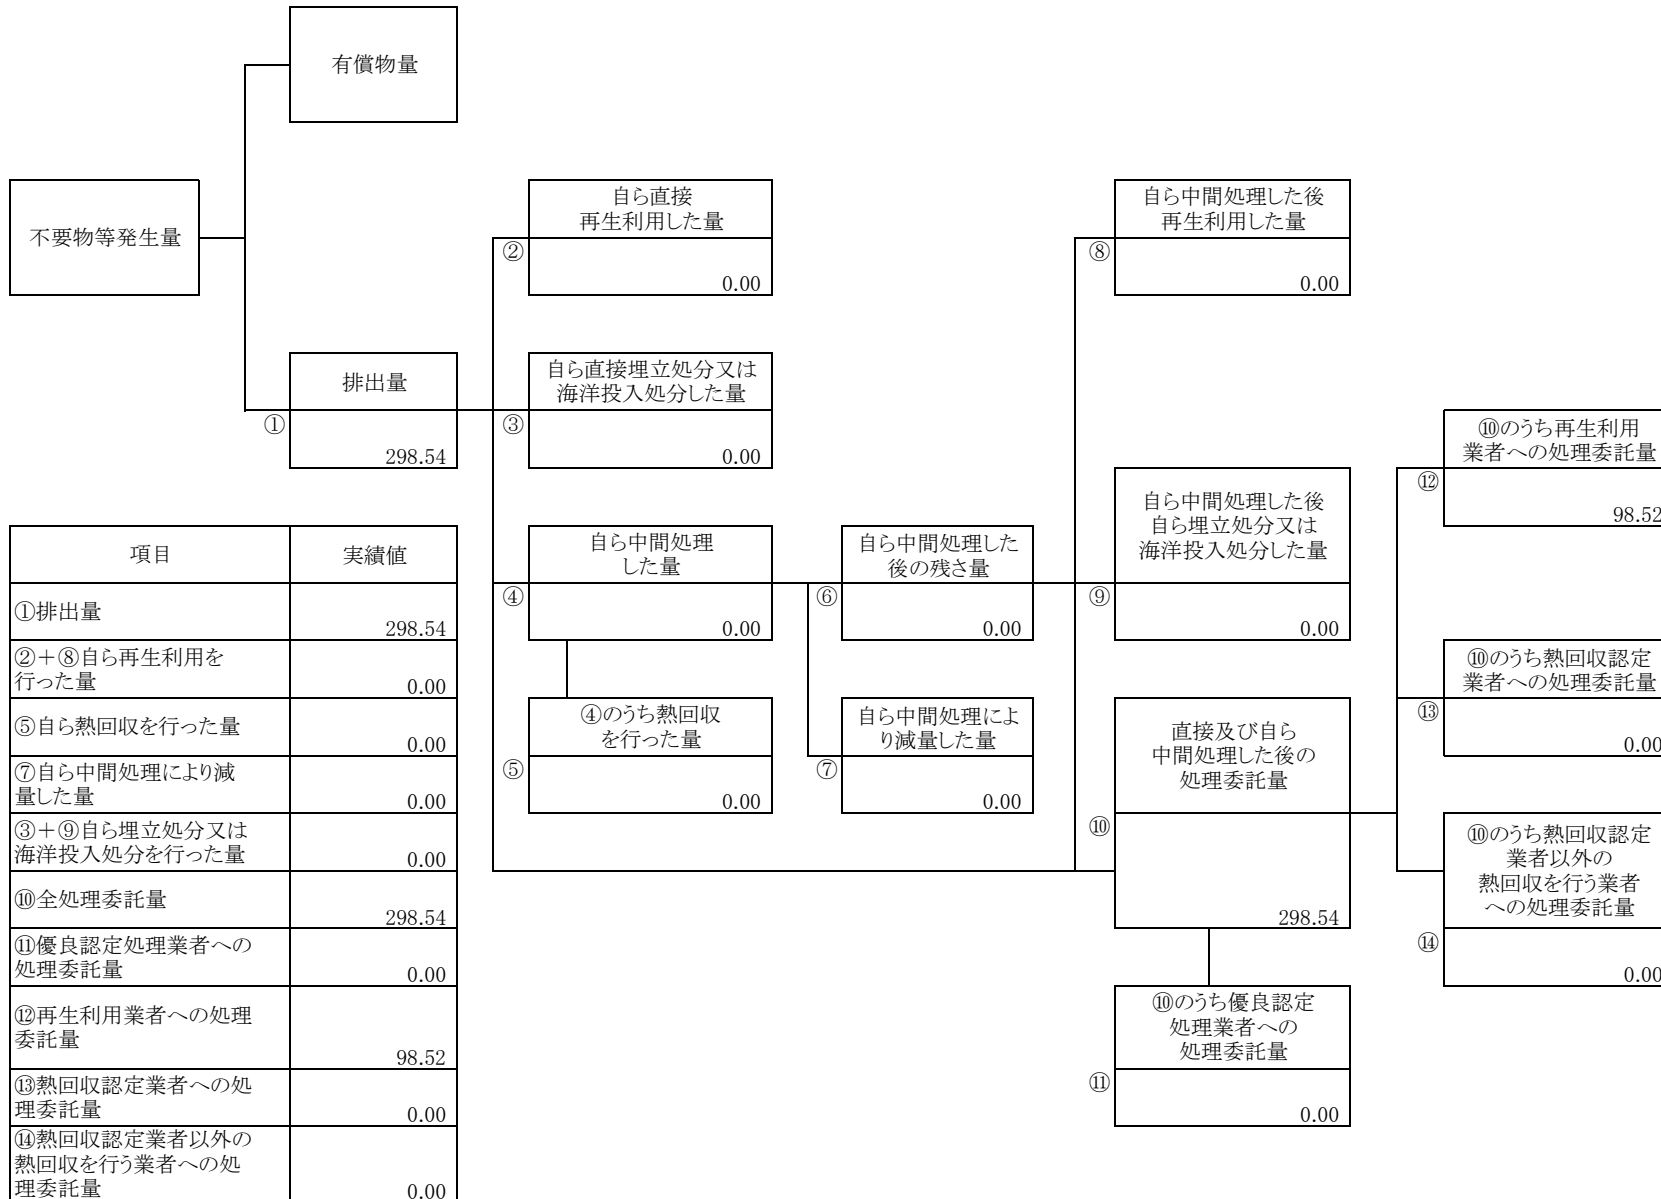 有償物量
不要物等発生量
自ら直接
再生利用した量
②
0.00
自ら中間処理した後
再生利用した量
⑧
0.00
排出量
①
298.54
自ら直接埋立処分又は
海洋投入処分した量
③
0.00
⑩のうち再生利用
業者への処理委託量
⑫
98.52
自ら中間処理
した量
④
0.00
自ら中間処理した
後の残さ量
⑥
0.00
自ら中間処理した後
自ら埋立処分又は
海洋投入処分した量
⑨
0.00
⑩のうち熱回収認定
業者への処理委託量
⑬
0.00
④のうち熱回収
を行った量
⑤
0.00
自ら中間処理によ
り減量した量
⑦
0.00
直接及び自ら
中間処理した後の
処理委託量
⑩
298.54
⑩のうち熱回収認定
業者以外の
熱回収を行う業者
への処理委託量
⑭
0.00
⑩のうち優良認定
処理業者への
処理委託量
⑪
0.00
項目 実績値
①排出量
298.54
②+⑧自ら再生利用を
行った量 0.00
⑤自ら熱回収を行った量
0.00
⑦自ら中間処理により減
量した量 0.00
③+⑨自ら埋立処分又は
海洋投入処分を行った量 0.00
⑩全処理委託量
298.54
⑪優良認定処理業者への
処理委託量 0.00
⑫再生利用業者への処理
委託量 98.52
⑬熱回収認定業者への処
理委託量 0.00
⑭熱回収認定業者以外の
熱回収を行う業者への処
理委託量 0.00